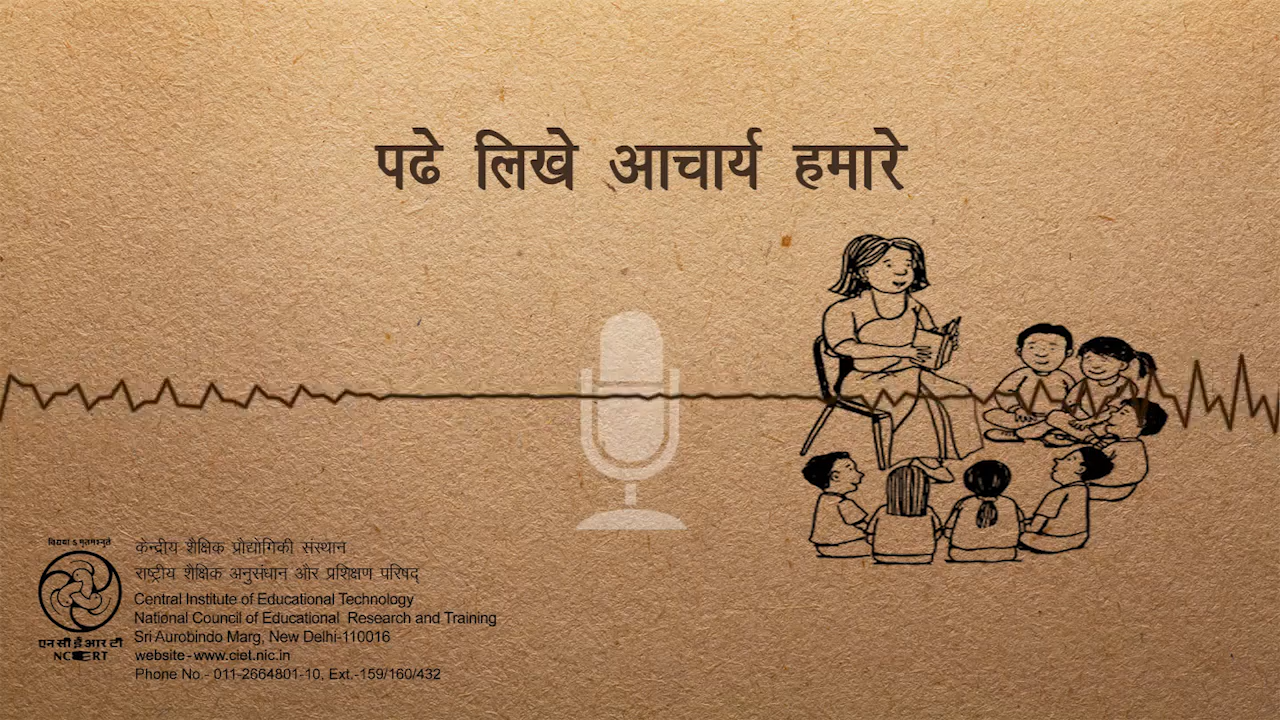 पढे लिखे आचार्य हमारे
विद्यया ऽ मृतमश्नुते
एन सी ई आर टी
NCERT
केन्द्रीय शैक्षिक प्रौद्योगिकी संस्थान
राष्ट्रीय शैक्षिक अनुसंधान और प्रशिक्षण परिषद्
Central Institute of Educational Technology
National Council of Educational Research and Training
Sri Aurobindo Marg, New Delhi-110016
website - www.ciet.nic.in
Phone No.- 011-2664801-10, Ext.-159/160/432